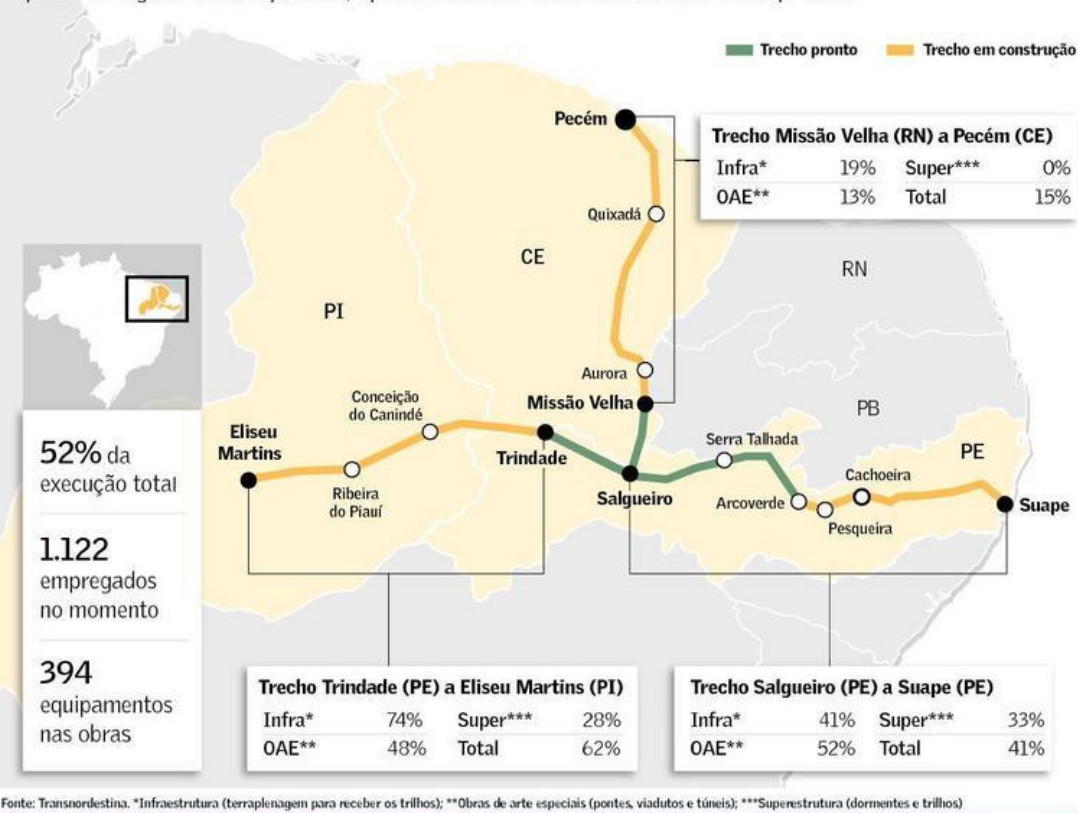 Trecho pronto
Trecho em construção
Pecém
Trecho Missão Velha (RN) a Pecém (CE)
Infra* 19% Super*** 0%
OAE** 13% Total 15%
Quixadá
CE
RN
PI
Aurora
Missão Velha
PB
Conceição
do Canindé
Eliseu
Martins
Trindade
Serra Talhada
PE
Ribeira
do Piauí
Salgueiro
Cachoeira
Arcoverde
Pesqueira
Suape
52% da
execução total
1.122
empregados
no momento
394
equipamentos
nas obras
Trecho Trindade (PE) a Eliseu Martins (PI)
Infra* 74% Super*** 28%
OAE** 48% Total 62%
Trecho Salgueiro (PE) a Suape (PE)
Infra* 41% Super*** 33%
OAE** 52% Total 41%
Fonte: Transnordestina. *Infraestrutura (terraplenagem para receber os trilhos); **Obras de arte especiais (pontes, viadutos e túneis); ***Superestrutura (dormentes e trilhos)